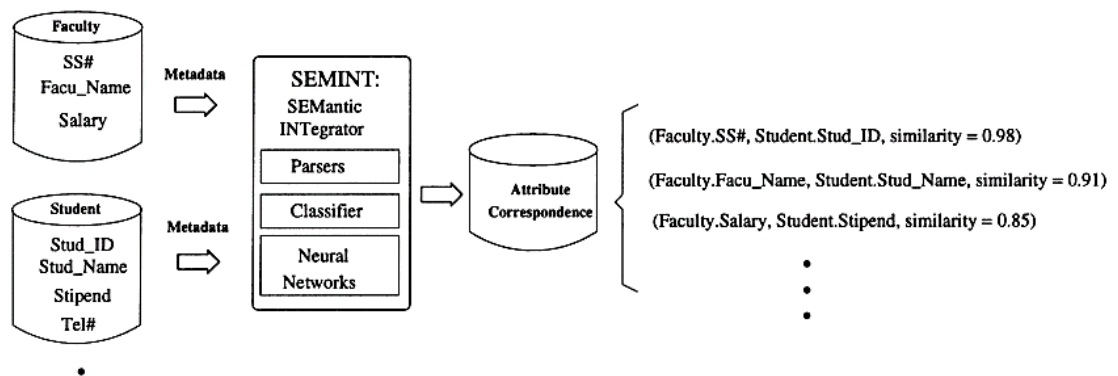 Faculty
SS#
Facu_Name
Salary
Metadata
Student
Stud_ID
Stud_Name
Stipend
Tel#
Metadata
SEMINT:
SEMantic
INTegrator
Parsers
Classifier
Neural
Networks
Attribute
Correspondence
(Faculty.SS#, Student.Stud_ID, similarity = 0.98)
(Faculty.Facu_Name, Student.Stud_Name, similarity = 0.91)
(Faculty.Salary, Student.Stipend, similarity = 0.85)